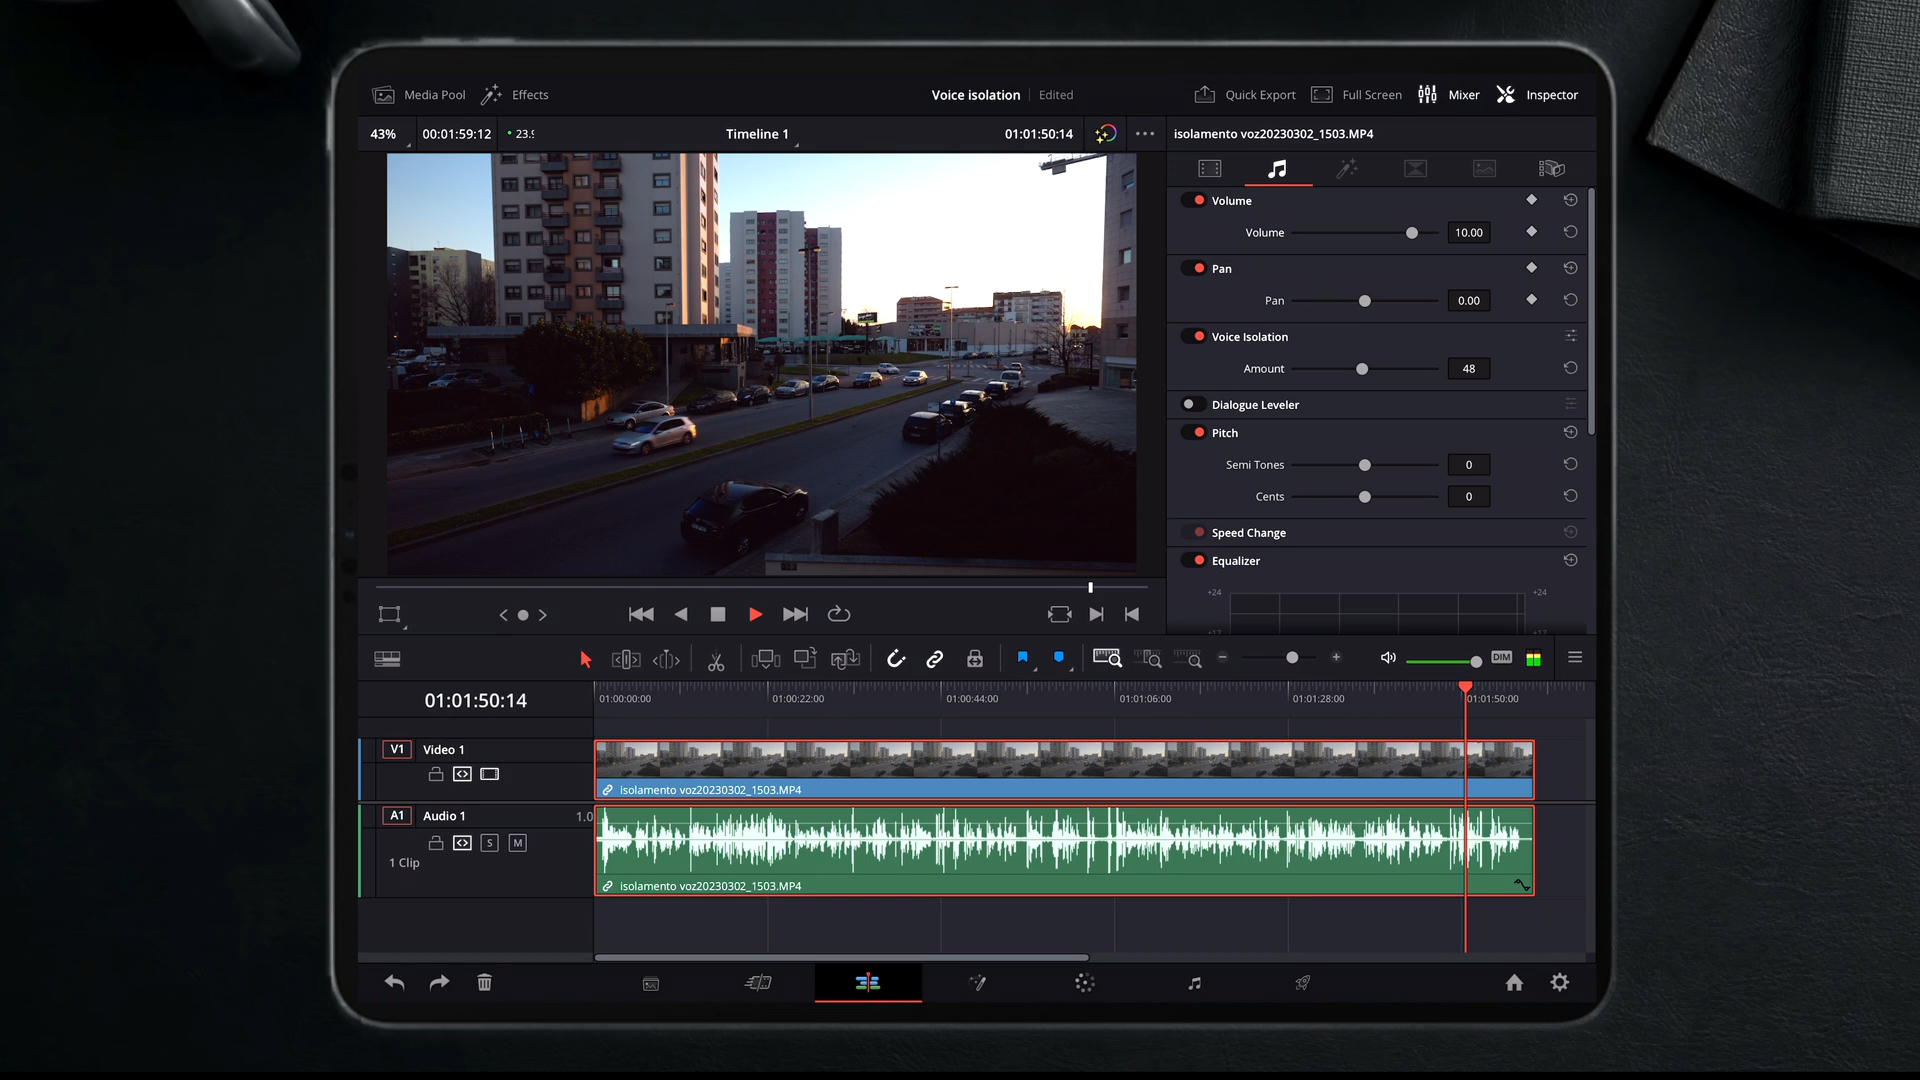 Media Pool Effects Voice isolation Edited Quick Export Full Screen Mixer Inspector
43% 00:01:59:12 23.9 Timeline 1 01:01:50:14 isolamento voz20230302_1503.MP4
Volume
Volume 10.00
Pan
Pan 0.00
Voice Isolation
Amount 48
Dialogue Leveler
Pitch
Semi Tones 0
Cents 0
Speed Change
Equalizer
+24 +24
+17 +17
DIM
01:01:50:14 01:00:00:00 01:00:22:00 01:00:44:00 01:01:06:00 01:01:28:00 01:01:50:00
V1 Video 1
isolamento voz20230302_1503.MP4
A1 Audio 1 1.0
S M
1 Clip
isolamento voz20230302_1503.MP4